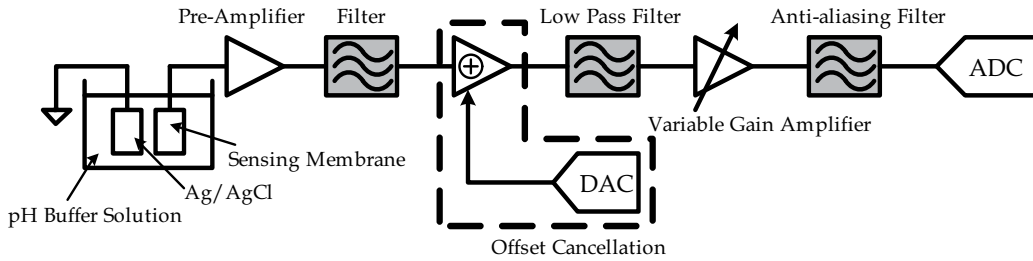 Pre-Amplifier
Filter
Low Pass Filter
Anti-aliasing Filter
ADC
Variable Gain Amplifier
Sensing Membrane
DAC
Ag/AgCl
pH Buffer Solution
Offset Cancellation